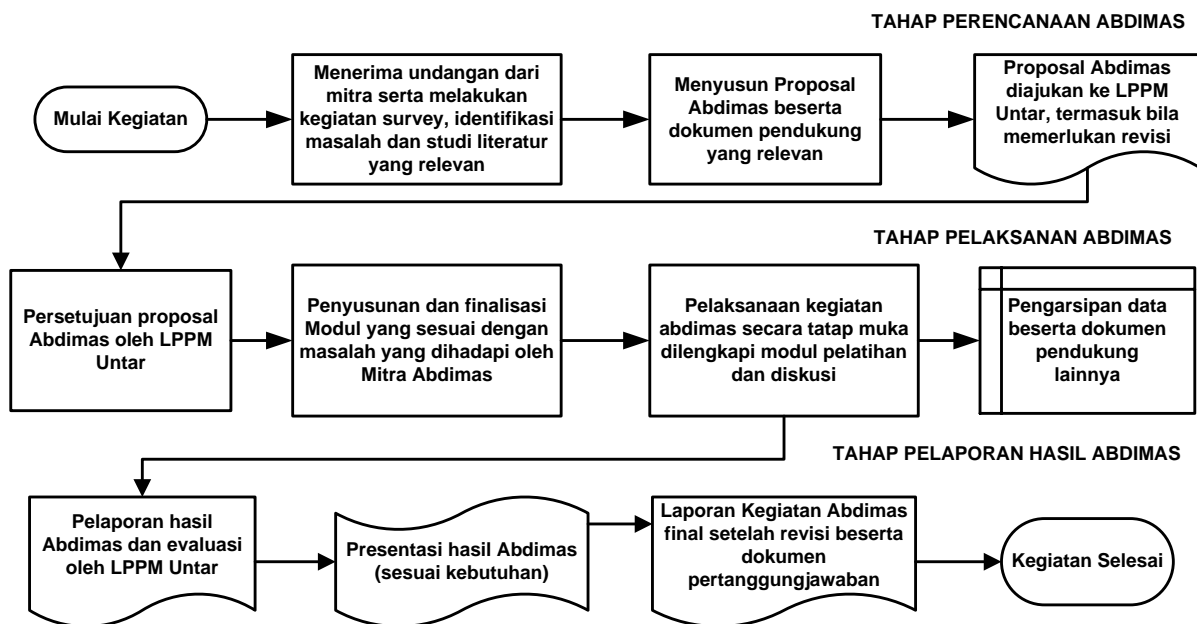 TAHAP PERENCANAAN ABDIMAS
Mulai Kegiatan
Menerima undangan dari
mitra serta melakukan
kegiatan survey, identifikasi
masalah dan studi literatur
yang relevan
Menyusun Proposal
Abdimas beserta
dokumen pendukung
yang relevan
Proposal Abdimas
diajukan ke LPPM
Untar, termasuk bila
memerlukan revisi
TAHAP PELAKSANAN ABDIMAS
Persetujuan proposal
Abdimas oleh LPPM
Untar
Penyusunan dan finalisasi
Modul yang sesuai dengan
masalah yang dihadapi oleh
Mitra Abdimas
Pelaksanaan kegiatan
abdimas secara tatap muka
dilengkapi modul pelatihan
dan diskusi
Pengarsipan data
beserta dokumen
pendukung
lainnya
TAHAP PELAPORAN HASIL ABDIMAS
Pelaporan hasil
Abdimas dan evaluasi
oleh LPPM Untar
Presentasi hasil Abdimas
(sesuai kebutuhan)
Laporan Kegiatan Abdimas
final setelah revisi beserta
dokumen
pertanggungjawaban
Kegiatan Selesai